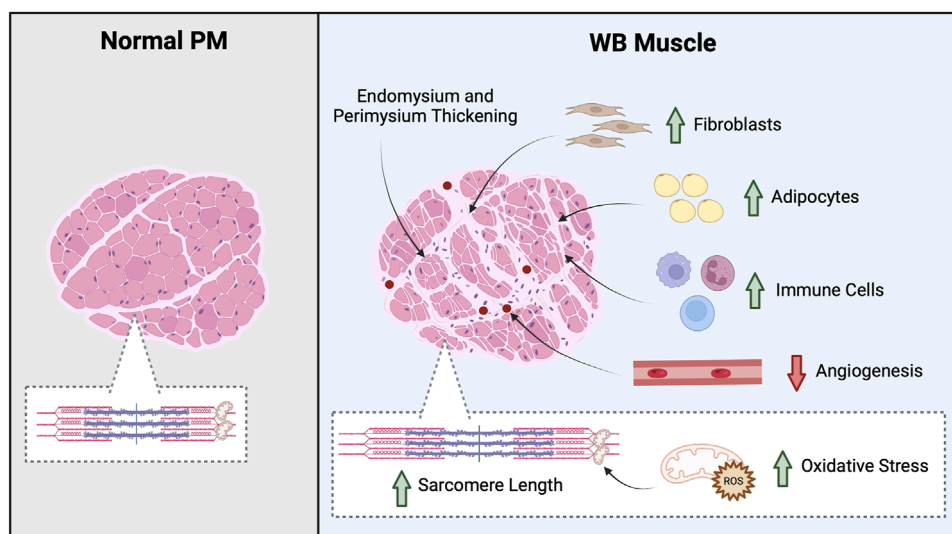 Normal PM
WB Muscle
Endomysium and
Perimysium Thickening
Fibroblasts
Adipocytes
Immune Cells
Angiogenesis
Sarcomere Length
ROS
Oxidative Stress